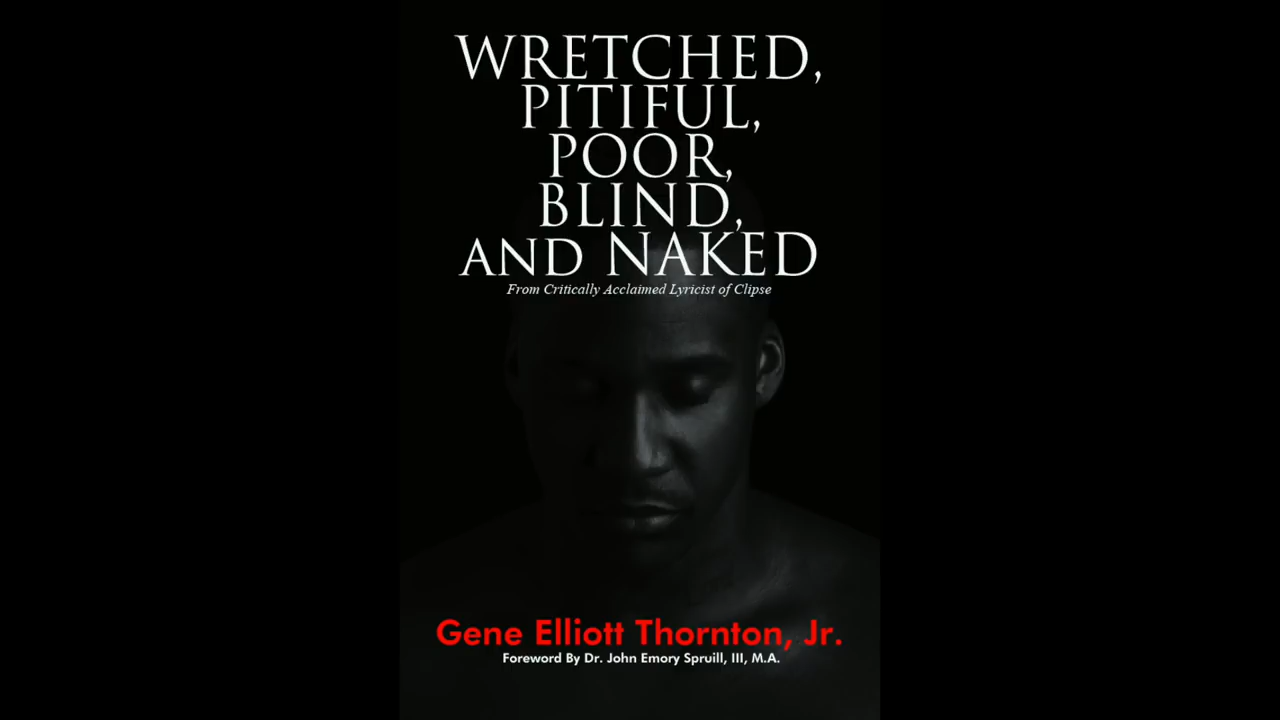 WRETCHED,
PITIFUL,
POOR,
BLIND,
AND NAKED
From Critically Acclaimed Lyricist of Clipse
Gene Elliott Thornton, Jr.
Foreword By Dr. John Emory Spruill, III, M.A.